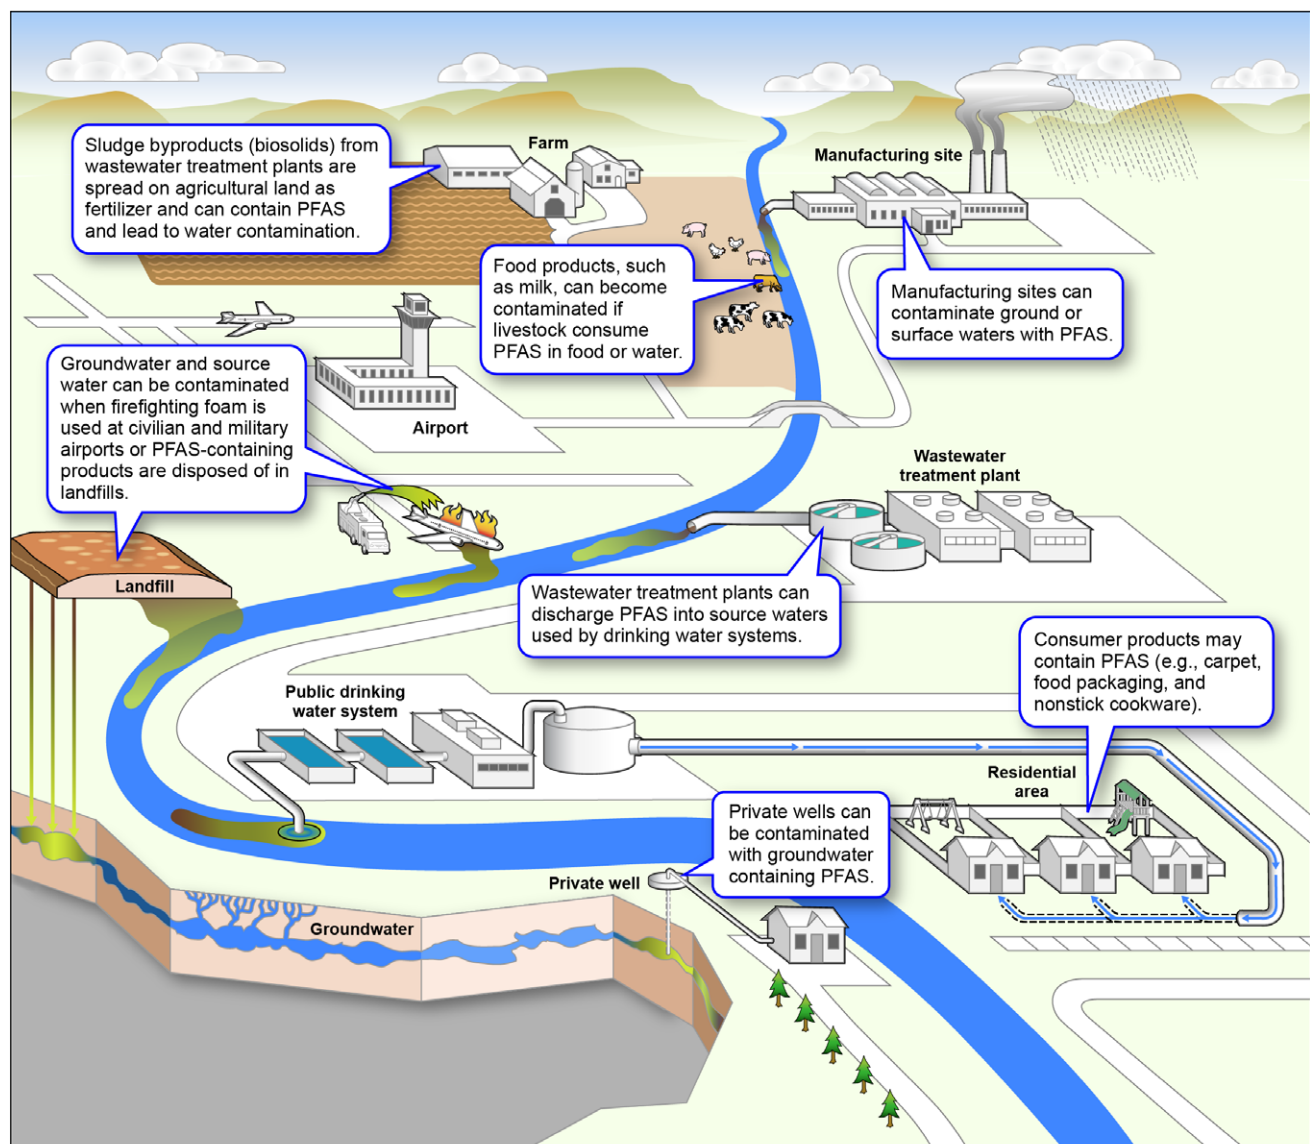 Sludge byproducts (biosolids) from
wastewater treatment plants are
spread on agricultural land as
fertilizer and can contain PFAS
and lead to water contamination.
Farm
Manufacturing site
Food products, such
as milk, can become
contaminated if
livestock consume
PFAS in food or water.
Manufacturing sites can
contaminate ground or
surface waters with PFAS.
Groundwater and source
water can be contaminated
when firefighting foam is
used at civilian and military
airports or PFAS-containing
products are disposed of in
landfills.
Airport
Wastewater
treatment plant
Landfill
Wastewater treatment plants can
discharge PFAS into source waters
used by drinking water systems.
Consumer products may
contain PFAS (e.g., carpet,
food packaging, and
nonstick cookware).
Public drinking
water system
Residential
area
Private wells can
be contaminated
with groundwater
containing PFAS.
Private well
Groundwater